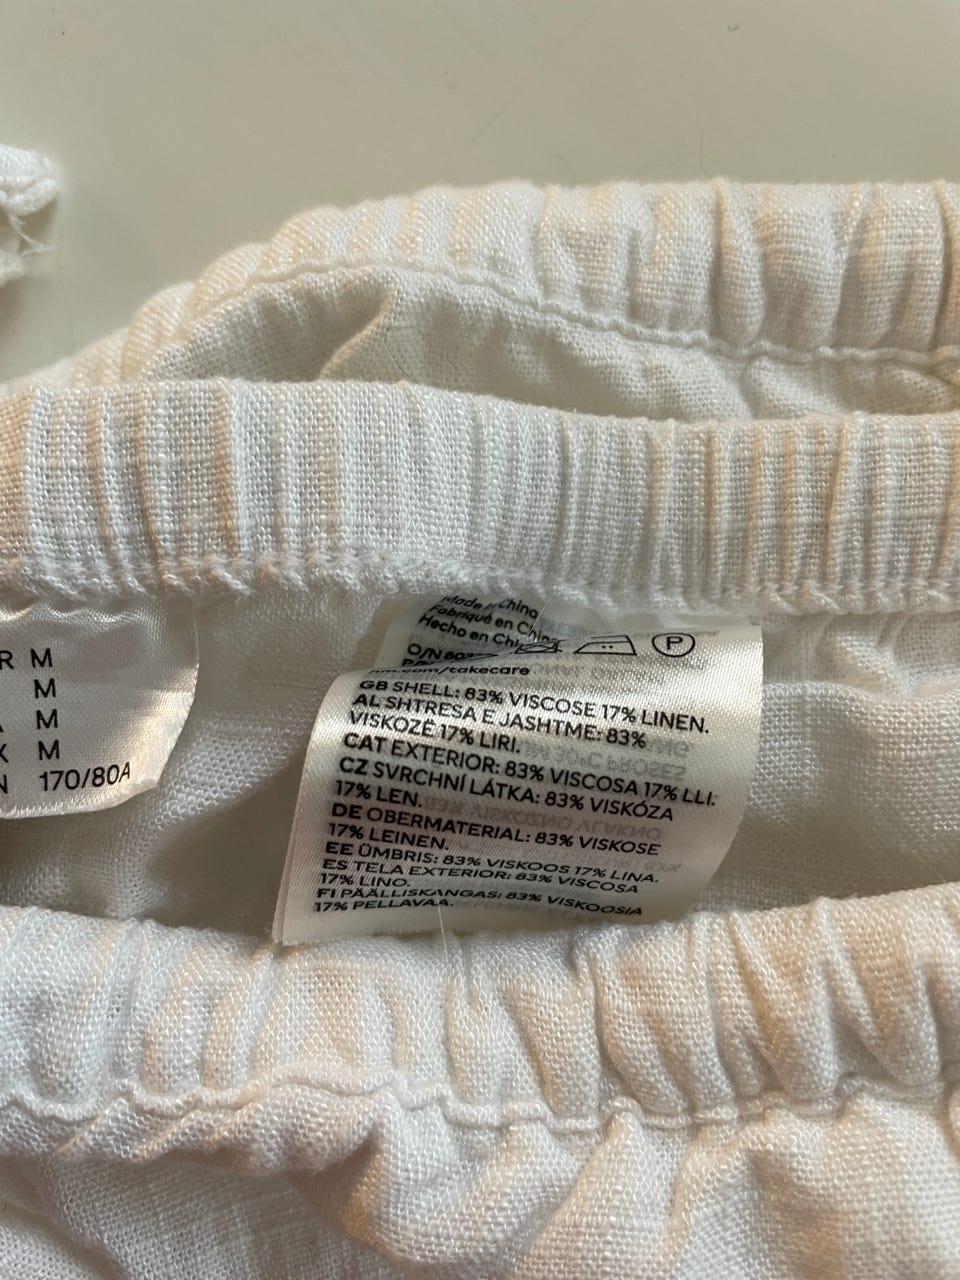 R M
M
M
X M
N 170/80A
Made in China
Fabriqué en China
Hecho en China
O/N
P
m.com/takecare
GB SHELL: 83% VISCOSE 17% LINEN.
AL SHTRESA E JASHTME: 83%
VISKOZË 17% LIRI.
CAT EXTERIOR: 83% VISCOSA 17% LLI.
CZ SVRCHNÍ LÁTKA: 83% VISKÓZA
17% LEN.
DE OBERMATERIAL: 83% VISKOSE
17% LEINEN.
EE ÜMBRIS: 83% VISKOOS 17% LINA.
ES TELA EXTERIOR: 83% VISCOSA
17% LINO.
FI PÄÄLLISKANGAS: 83% VISKOOSIA
17% PELLAVAA.